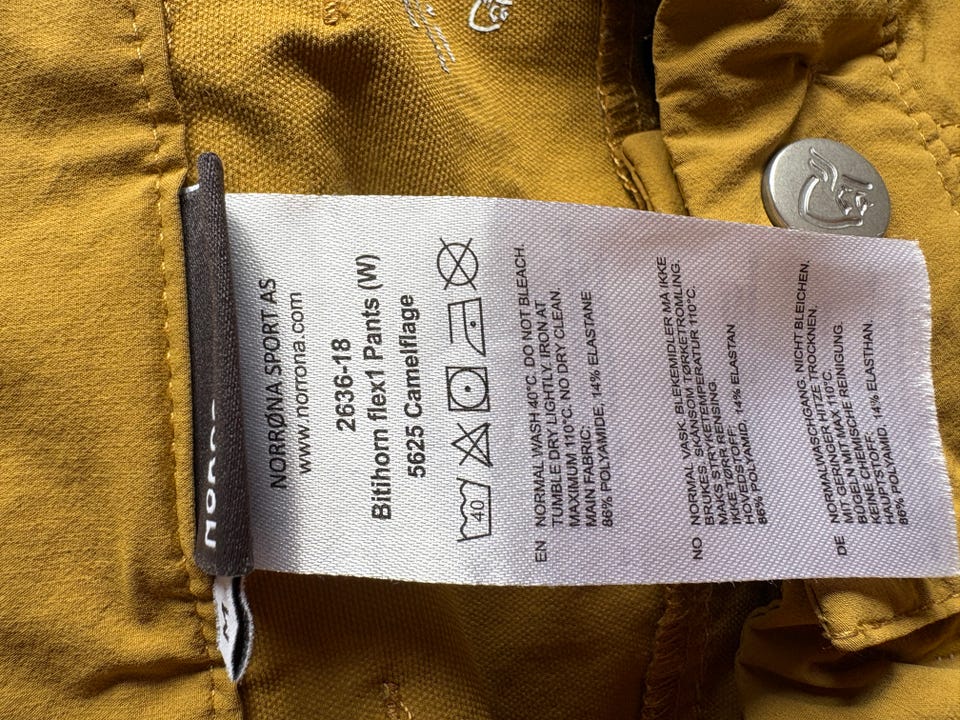 NORRØNA SPORT AS
www.norrona.com
2636-18
Bitihorn flex1 Pants (W)
5625 Camelflage
40
EN NORMAL WASH 40°C. DO NOT BLEACH.
TUMBLE DRY LIGHTLY. IRON AT
MAXIMUM 110°C. NO DRY CLEAN.
MAIN FABRIC:
86% POLYAMIDE, 14% ELASTANE
NO NORMAL VASK. BLEKEMIDLER MÅ IKKE
BRUKES. SKÅNSOM TØRKETROMLING.
MAKS STRYKETEMPERATUR 110°C.
IKKE TØRR RENSING.
HOVEDSTOFF:
86% POLYAMID, 14% ELASTAN
DE NORMALWASCHGANG. NICHT BLEICHEN.
MIT GERINGER HITZE TROCKNEN.
BÜGELN MIT MAX 110°C.
KEINE CHEMISCHE REINIGUNG.
HAUPTSTOFF:
86% POLYAMID, 14% ELASTHAN.